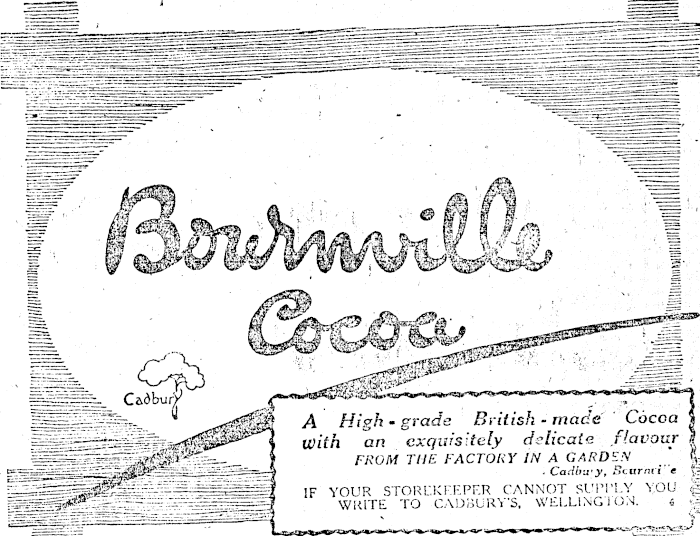 Bournville
Cocoa
Cadbury
A High-grade British-made Cocoa
with an exquisitely delicate flavour
FROM THE FACTORY IN A GARDEN
- Cadbury, Bournville
IF YOUR STOREKEEPER CANNOT SUPPLY YOU
WRITE TO CADBURY'S, WELLINGTON. 6